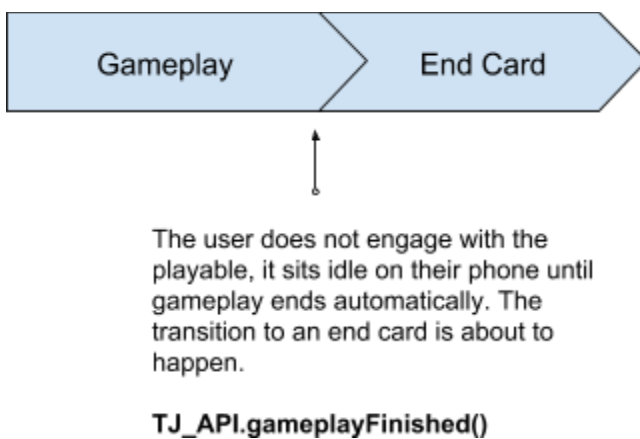 Gameplay
End Card
The user does not engage with the
playable, it sits idle on their phone until
gameplay ends automatically. The
transition to an end card is about to
happen.
TJ_API.gameplayFinished()